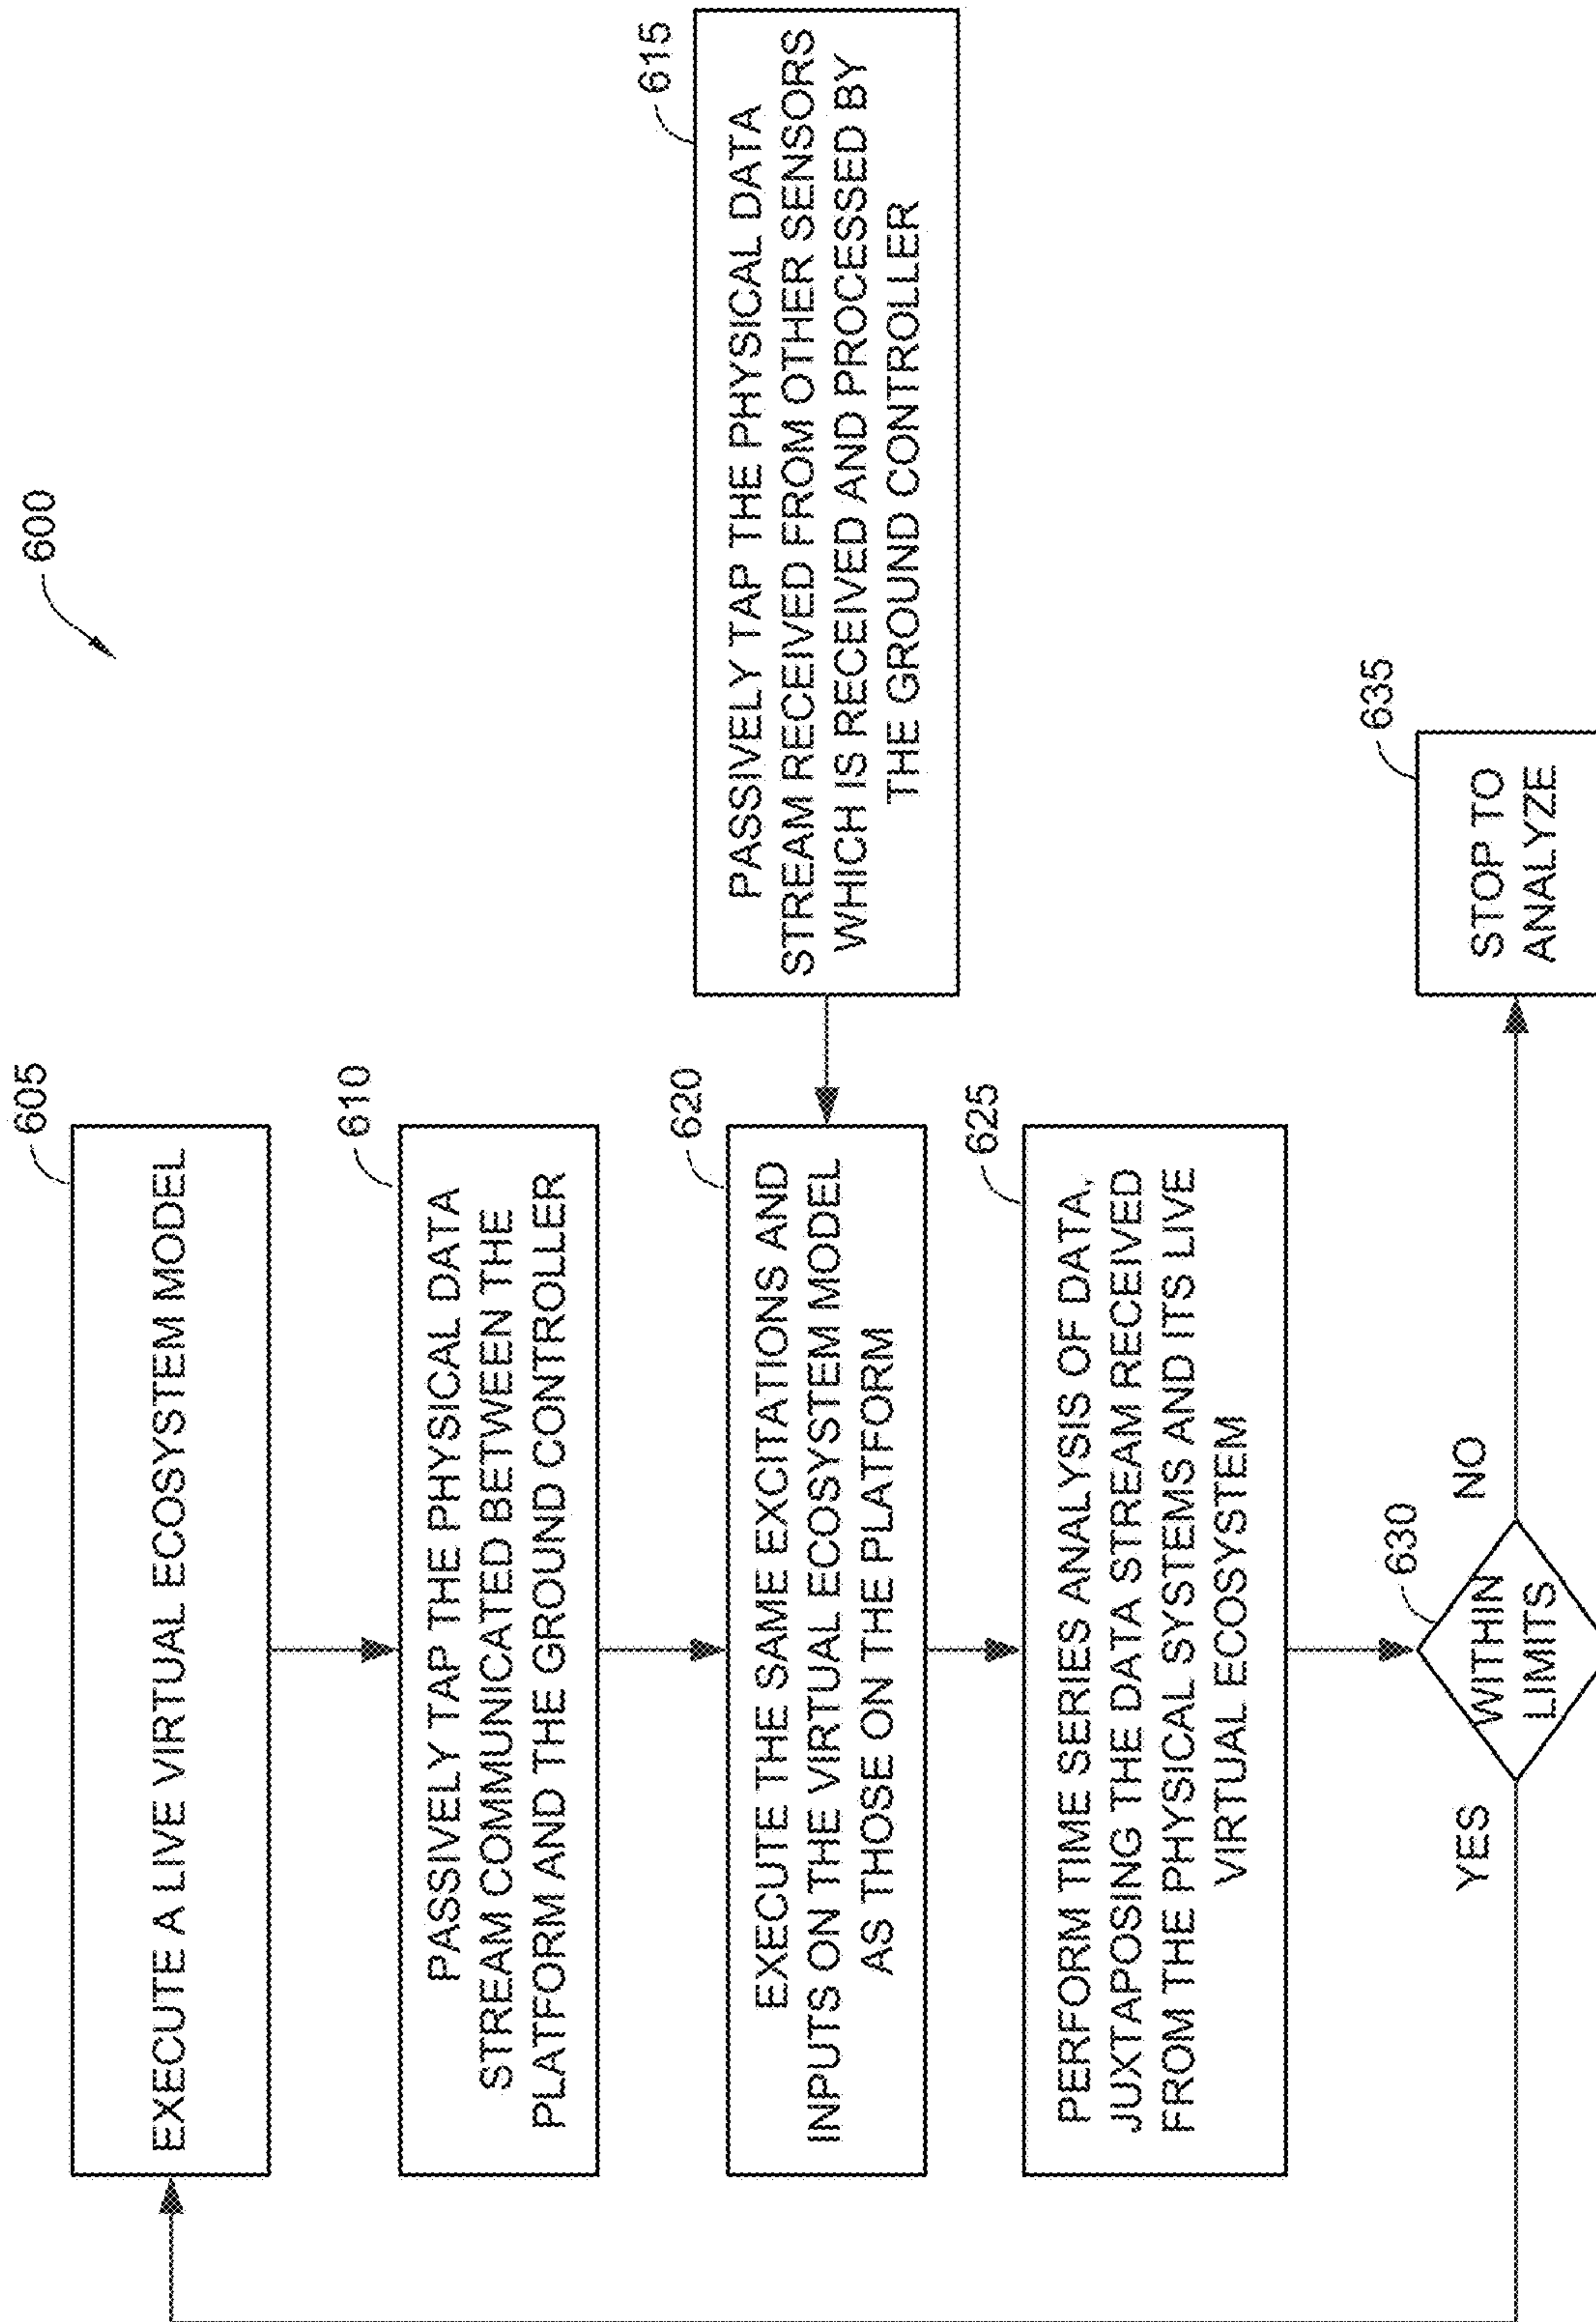 600
605
EXECUTE A LIVE VIRTUAL ECOSYSTEM MODEL
610
PASSIVELY TAP THE PHYSICAL DATA
STREAM COMMUNICATED BETWEEN THE
PLATFORM AND THE GROUND CONTROLLER
615
PASSIVELY TAP THE PHYSICAL DATA
STREAM RECEIVED FROM OTHER SENSORS
WHICH IS RECEIVED AND PROCESSED BY
THE GROUND CONTROLLER
620
EXECUTE THE SAME EXCITATIONS AND
INPUTS ON THE VIRTUAL ECOSYSTEM MODEL
AS THOSE ON THE PLATFORM
625
PERFORM TIME SERIES ANALYSIS OF DATA,
JUXTAPOSING THE DATA STREAM RECEIVED
FROM THE PHYSICAL SYSTEMS AND ITS LIVE
VIRTUAL ECOSYSTEM
630
WITHIN
LIMITS
YES
NO
635
STOP TO
ANALYZE